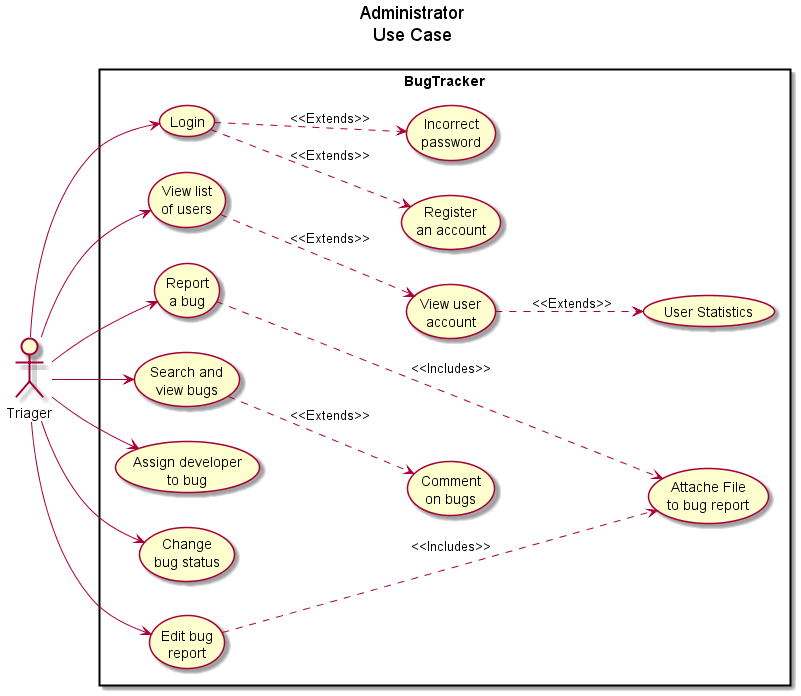 Administrator
Use Case
BugTracker
Login
<<Extends>>
Incorrect
password
<<Extends>>
View list
of users
Register
an account
<<Extends>>
Report
a bug
View user
account
<<Extends>>
User Statistics
<<Includes>>
Search and
view bugs
Triager
<<Extends>>
Assign developer
to bug
Comment
on bugs
Attache File
to bug report
Change
bug status
<<Includes>>
Edit bug
report